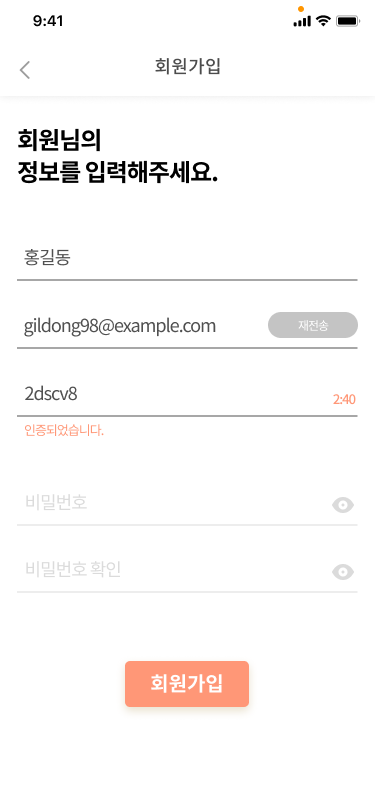 9:41
회원가입
회원님의
정보를 입력해주세요.
홍길동
gildong98@example.com 재전송
2dscv8 2:40
인증되었습니다.
비밀번호
비밀번호 확인
회원가입